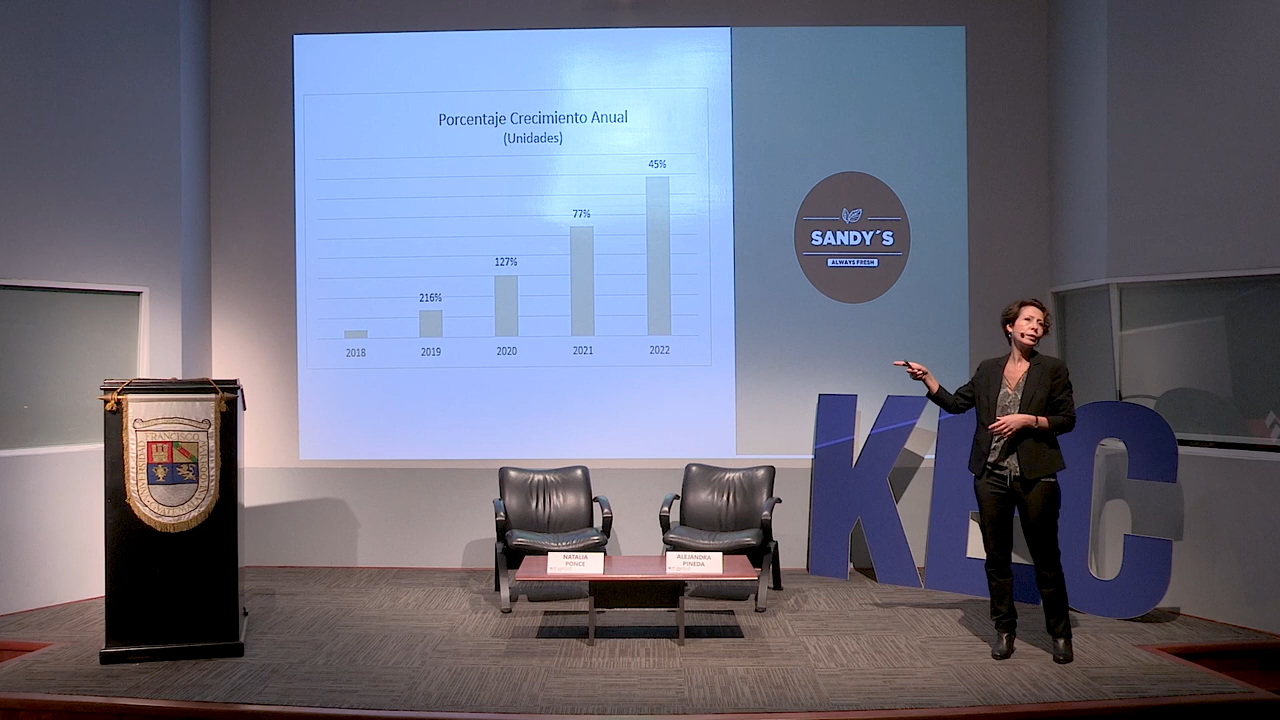 Porcentaje Crecimiento Anual
(Unidades)
45%
77%
127%
216%
2018
2019
2020
2021
2022
SANDY´S
ALWAYS FRESH
KEC
NATALIA
PONCE
ALEJANDRA
PINEDA